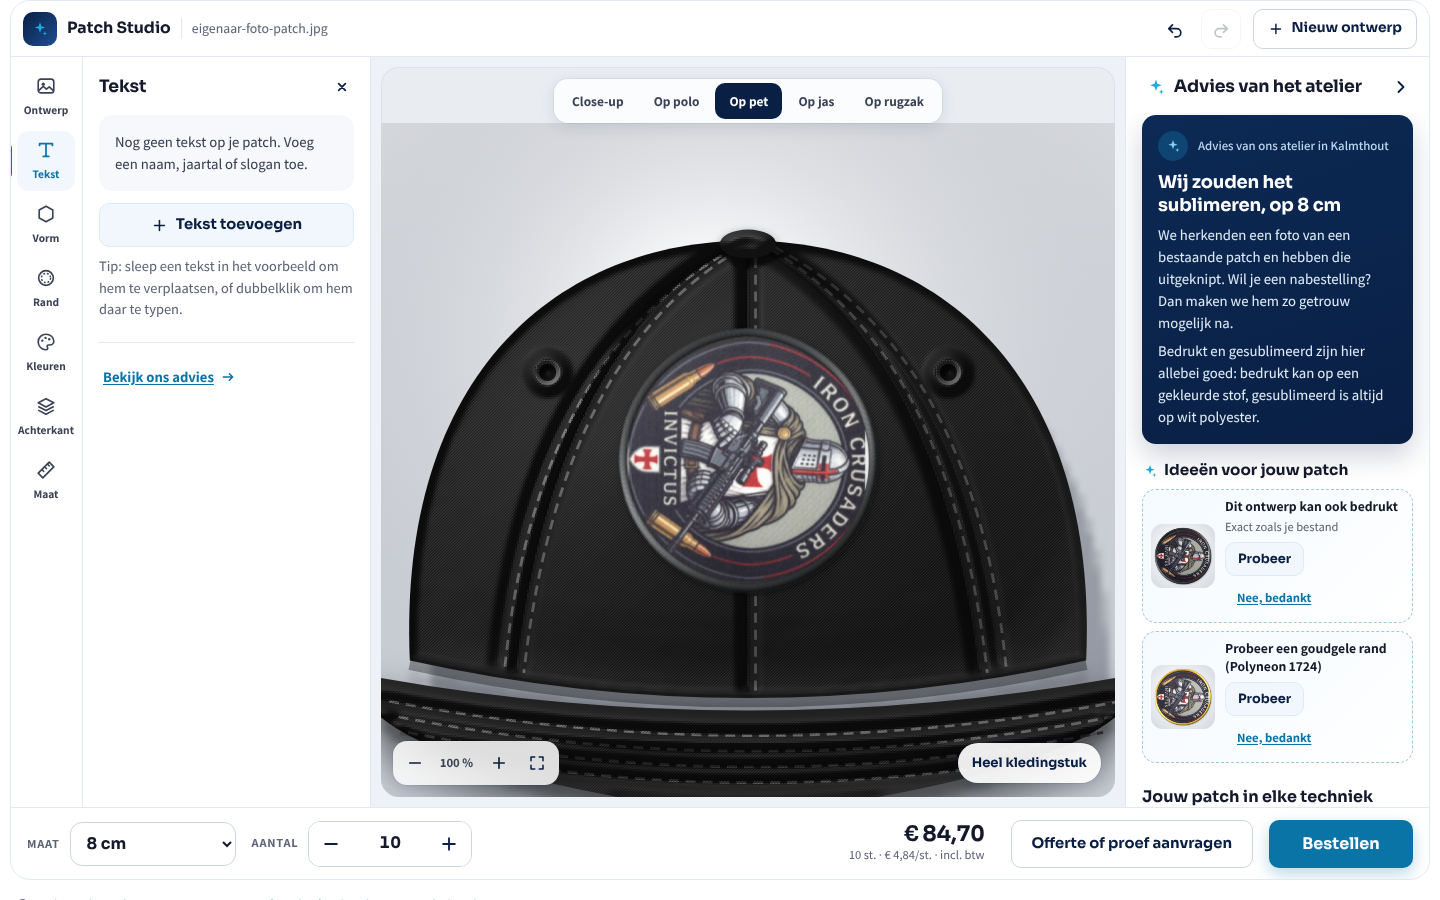 Patch Studio
eigenaar-foto-patch.jpg
Nieuw ontwerp
Ontwerp
Tekst
Vorm
Rand
Kleuren
Achterkant
Maat
Tekst
Nog geen tekst op je patch. Voeg
een naam, jaartal of slogan toe.
Tekst toevoegen
Tip: sleep een tekst in het voorbeeld om
hem te verplaatsen, of dubbelklik om hem
daar te typen.
Bekijk ons advies
Close-up
Op polo
Op pet
Op jas
Op rugzak
IRON CRUSADERS
INVICTUS
100 %
Heel kledingstuk
Advies van het atelier
Advies van ons atelier in Kalmthout
Wij zouden het
sublimeren, op 8 cm
We herkenden een foto van een
bestaande patch en hebben die
uitgeknipt. Wil je een nabestelling?
Dan maken we hem zo getrouw
mogelijk na.
Bedrukt en gesublimeerd zijn hier
allebei goed: bedrukt kan op een
gekleurde stof, gesublimeerd is altijd
op wit polyester.
Ideeën voor jouw patch
Dit ontwerp kan ook bedrukt
Exact zoals je bestand
Probeer
Nee, bedankt
Probeer een goudgele rand
(Polyneon 1724)
Probeer
Nee, bedankt
Jouw patch in elke techniek
MAAT
8 cm
AANTAL
10
€ 84,70
10 st. · € 4,84/st. · incl. btw
Offerte of proef aanvragen
Bestellen